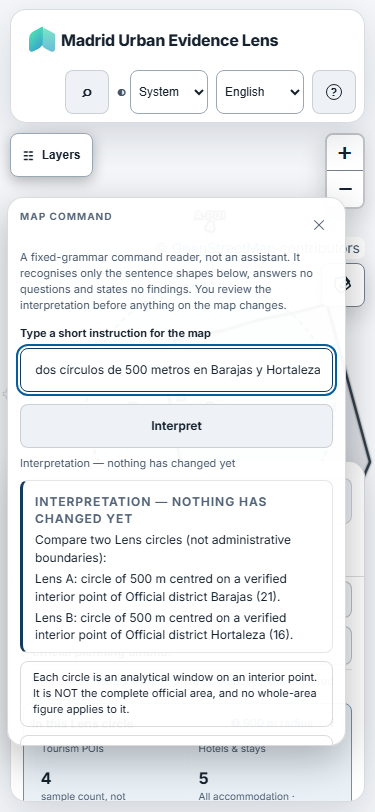 Madrid Urban Evidence Lens
System
English
Layers
+
−
MAP COMMAND
A fixed-grammar command reader, not an assistant. It
recognises only the sentence shapes below, answers no
questions and states no findings. You review the
interpretation before anything on the map changes.
Type a short instruction for the map
dos círculos de 500 metros en Barajas y Hortaleza
Interpret
Interpretation — nothing has changed yet
INTERPRETATION — NOTHING HAS
CHANGED YET
Compare two Lens circles (not administrative
boundaries):
Lens A: circle of 500 m centred on a verified
interior point of Official district Barajas (21).
Lens B: circle of 500 m centred on a verified
interior point of Official district Hortaleza (16).
Each circle is an analytical window on an interior point.
It is NOT the complete official area, and no whole-area
figure applies to it.
Tourism POIs
Hotels & stays
4
5
sample count, not
All accommodation ·